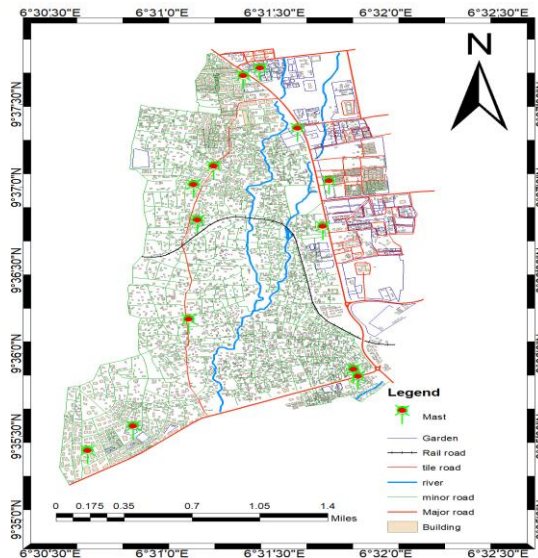 6°30'30"E 6°31'0"E 6°31'30"E 6°32'0"E 6°32'30"E
N
9°37'30"N
9°37'0"N
9°36'30"N
9°36'0"N
9°35'30"N
9°35'0"N
Legend
Mast
Garden
Rail road
tile road
river
minor road
Major road
Building
0 0.175 0.35 0.7 1.05 1.4
Miles
6°30'30"E 6°31'0"E 6°31'30"E 6°32'0"E 6°32'30"E